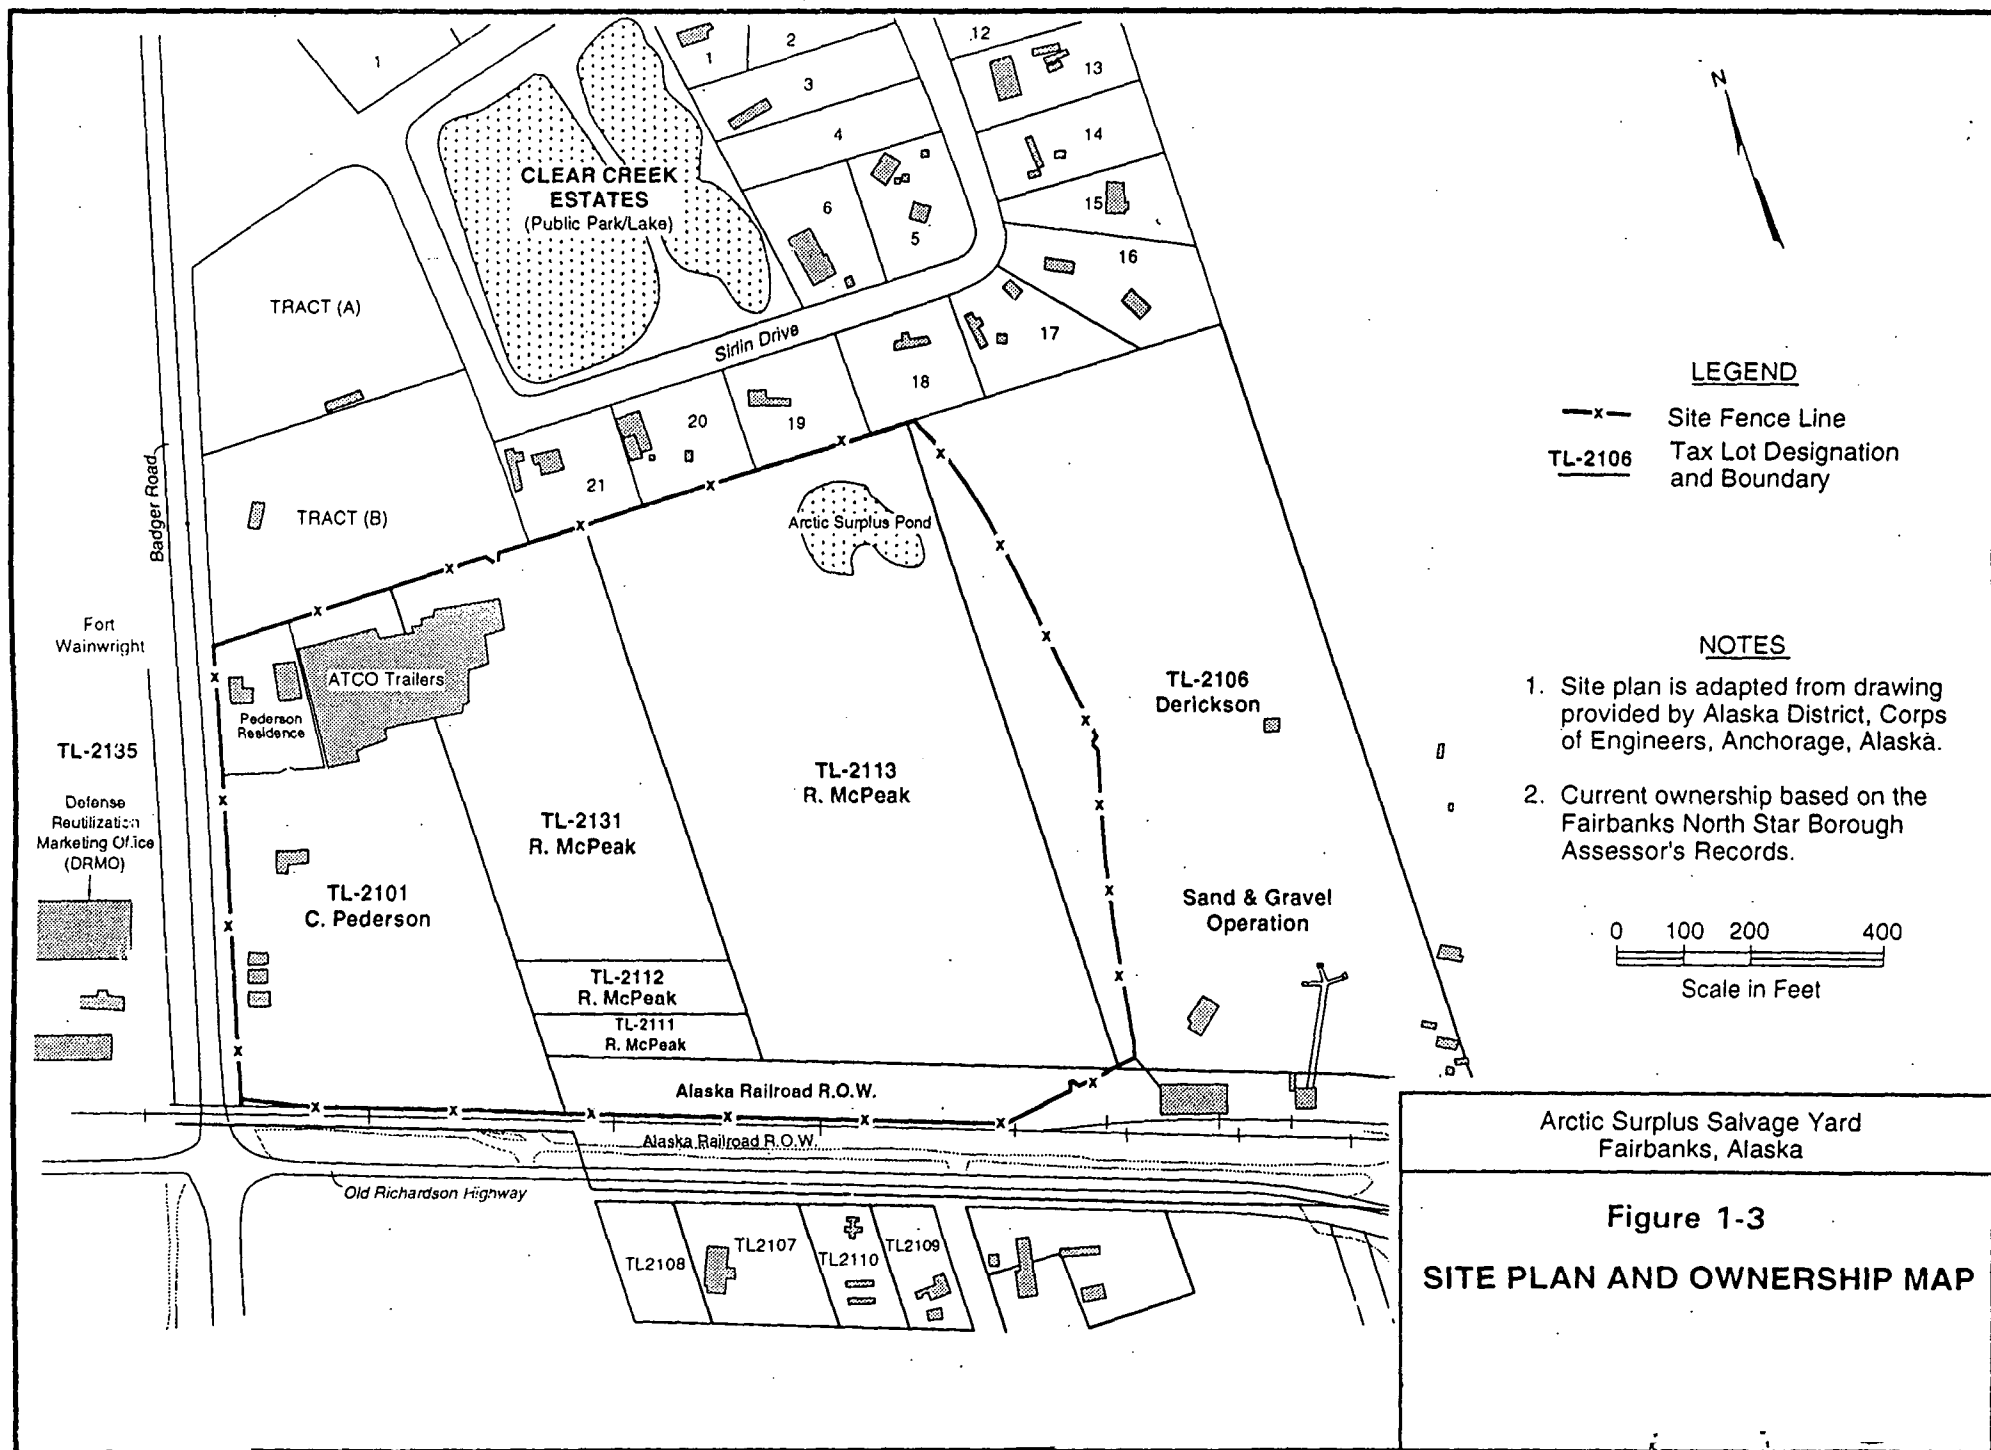 1
1
2
3
4
5
6
12
13
14
15
16
17
18
19
20
21
N
CLEAR CREEK
ESTATES
(Public Park/Lake)
TRACT (A)
Sirlin Drive
Badger Road
TRACT (B)
Arctic Surplus Pond
Fort
Wainwright
ATCO Trailers
Pederson
Residence
TL-2135
Defense
Reutilization
Marketing Office
(DRMO)
TL-2106
Derickson
TL-2113
R. McPeak
TL-2131
R. McPeak
TL-2101
C. Pederson
Sand & Gravel
Operation
TL-2112
R. McPeak
TL-2111
R. McPeak
Alaska Railroad R.O.W.
Alaska Railroad R.O.W.
Old Richardson Highway
TL2108
TL2107
TL2110
TL2109
LEGEND
x Site Fence Line
TL-2106 Tax Lot Designation
and Boundary
NOTES
1. Site plan is adapted from drawing
provided by Alaska District, Corps
of Engineers, Anchorage, Alaska.
2. Current ownership based on the
Fairbanks North Star Borough
Assessor's Records.
0 100 200 400
Scale in Feet
Arctic Surplus Salvage Yard
Fairbanks, Alaska
Figure 1-3
SITE PLAN AND OWNERSHIP MAP